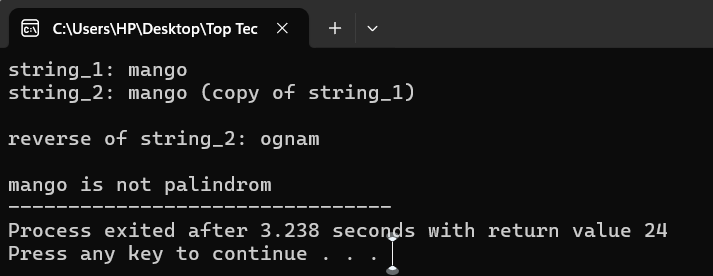 C:\Users\HP\Desktop\Top Tec
string_1: mango
string_2: mango (copy of string_1)
reverse of string_2: ognam
mango is not palindrom
--------------------------------
Process exited after 3.238 seconds with return value 24
Press any key to continue . . .